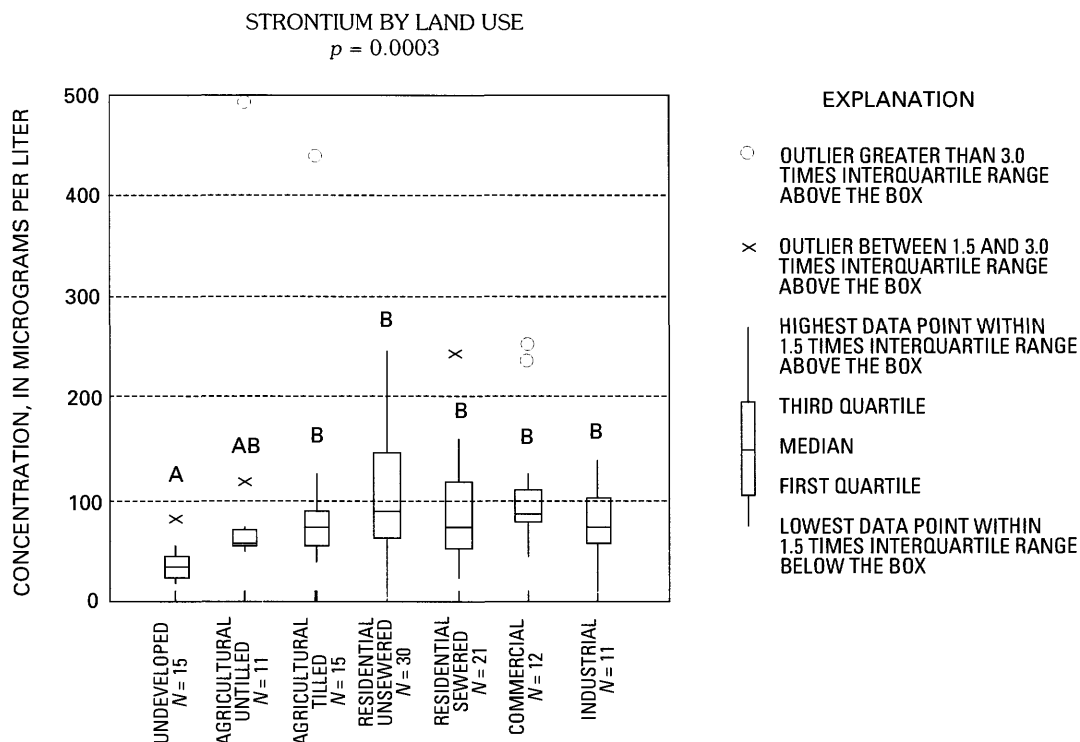 STRONTIUM BY LAND USE
p = 0.0003
CONCENTRATION, IN MICROGRAMS PER LITER
500
400
300
200
100
0
A
AB
B
B
B
B
B
UNDEVELOPED
N = 15
AGRICULTURAL
UNTILLED
N = 11
AGRICULTURAL
TILLED
N = 15
RESIDENTIAL
UNSEWERED
N = 30
RESIDENTIAL
SEWERED
N = 21
COMMERCIAL
N = 12
INDUSTRIAL
N = 11
EXPLANATION
OUTLIER GREATER THAN 3.0
TIMES INTERQUARTILE RANGE
ABOVE THE BOX
OUTLIER BETWEEN 1.5 AND 3.0
TIMES INTERQUARTILE RANGE
ABOVE THE BOX
HIGHEST DATA POINT WITHIN
1.5 TIMES INTERQUARTILE RANGE
ABOVE THE BOX
THIRD QUARTILE
MEDIAN
FIRST QUARTILE
LOWEST DATA POINT WITHIN
1.5 TIMES INTERQUARTILE RANGE
BELOW THE BOX